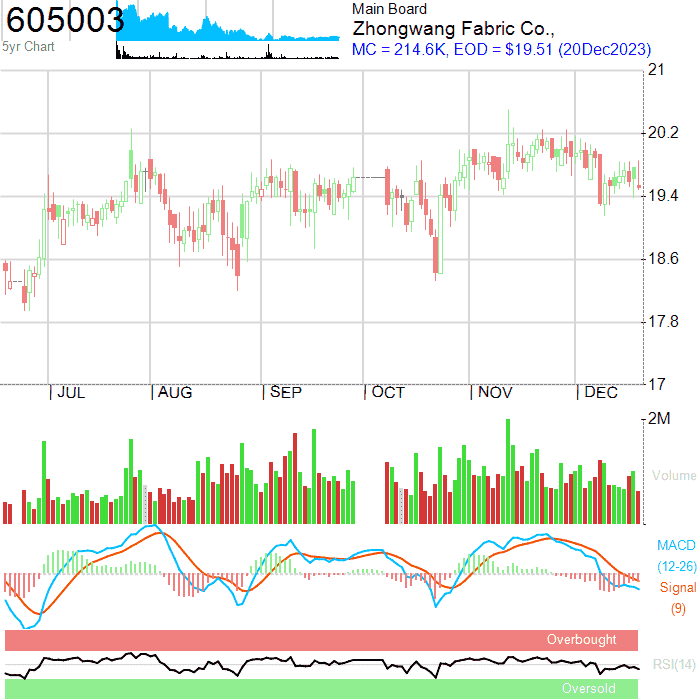 605003
5yr Chart
Main Board
Zhongwang Fabric Co.,
MC = 214.6K, EOD = $19.51 (20Dec2023)
21
20.2
19.4
18.6
17.8
17
JUL AUG SEP OCT NOV DEC
2M
Volume
MACD
(12-26)
Signal
(9)
Overbought
RSI(14)
Oversold